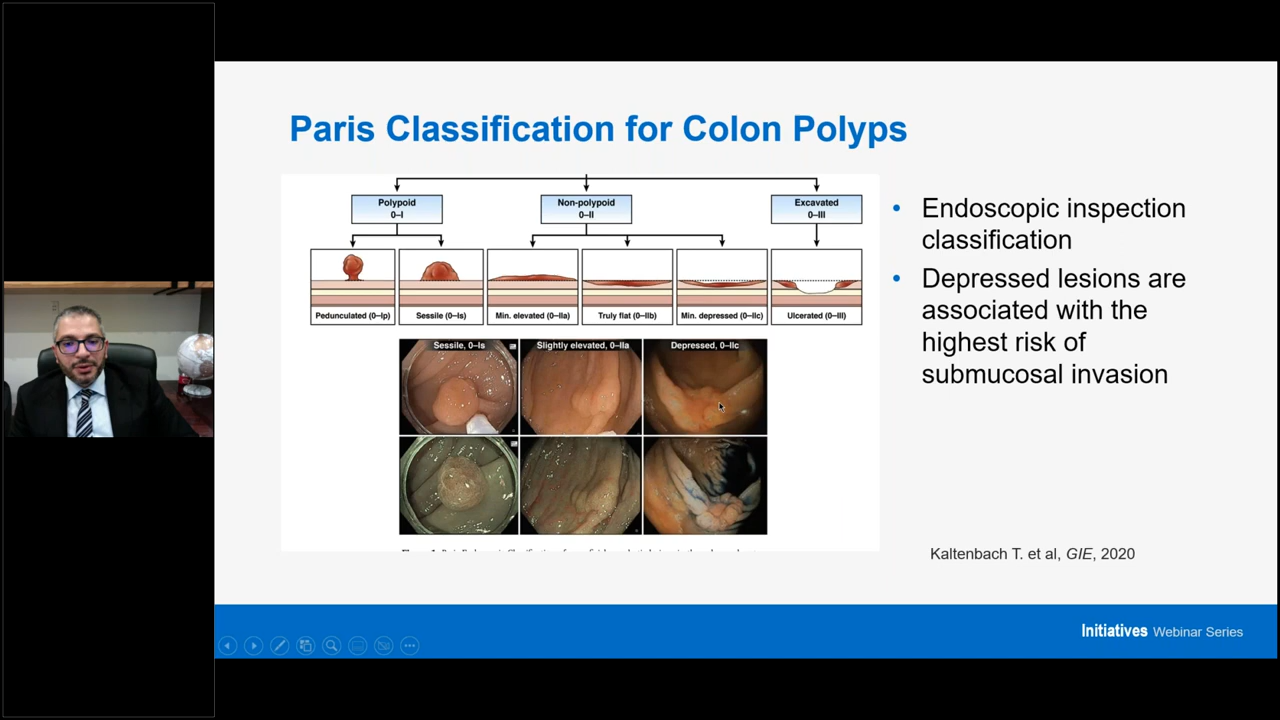 Paris Classification for Colon Polyps
Polypoid
0–I
Non-polypoid
0–II
Excavated
0–III
Pedunculated (0–Ip)
Sessile (0–Is)
Min. elevated (0–IIa)
Truly flat (0–IIb)
Min. depressed (0–IIc)
Ulcerated (0–III)
Sessile, 0–Is
Slightly elevated, 0–IIa
Depressed, 0–IIc
• Endoscopic inspection
classification
• Depressed lesions are
associated with the
highest risk of
submucosal invasion
Kaltenbach T. et al, GIE, 2020
Initiatives Webinar Series